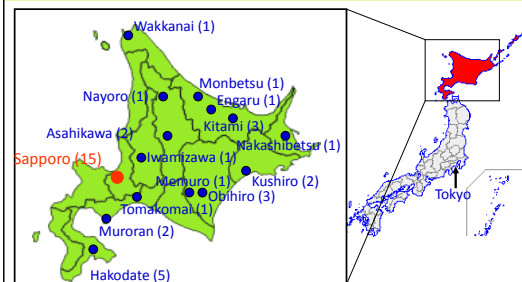 Wakkanai (1)
Nayoro (1)
Monbetsu (1)
Engaru (1)
Kitami (3)
Asahikawa (2)
Nakashibetsu (1)
Sapporo (15)
Iwamizawa (1)
Memuro (1)
Kushiro (2)
Obihiro (3)
Tomakomai (1)
Muroran (2)
Hakodate (5)
Tokyo